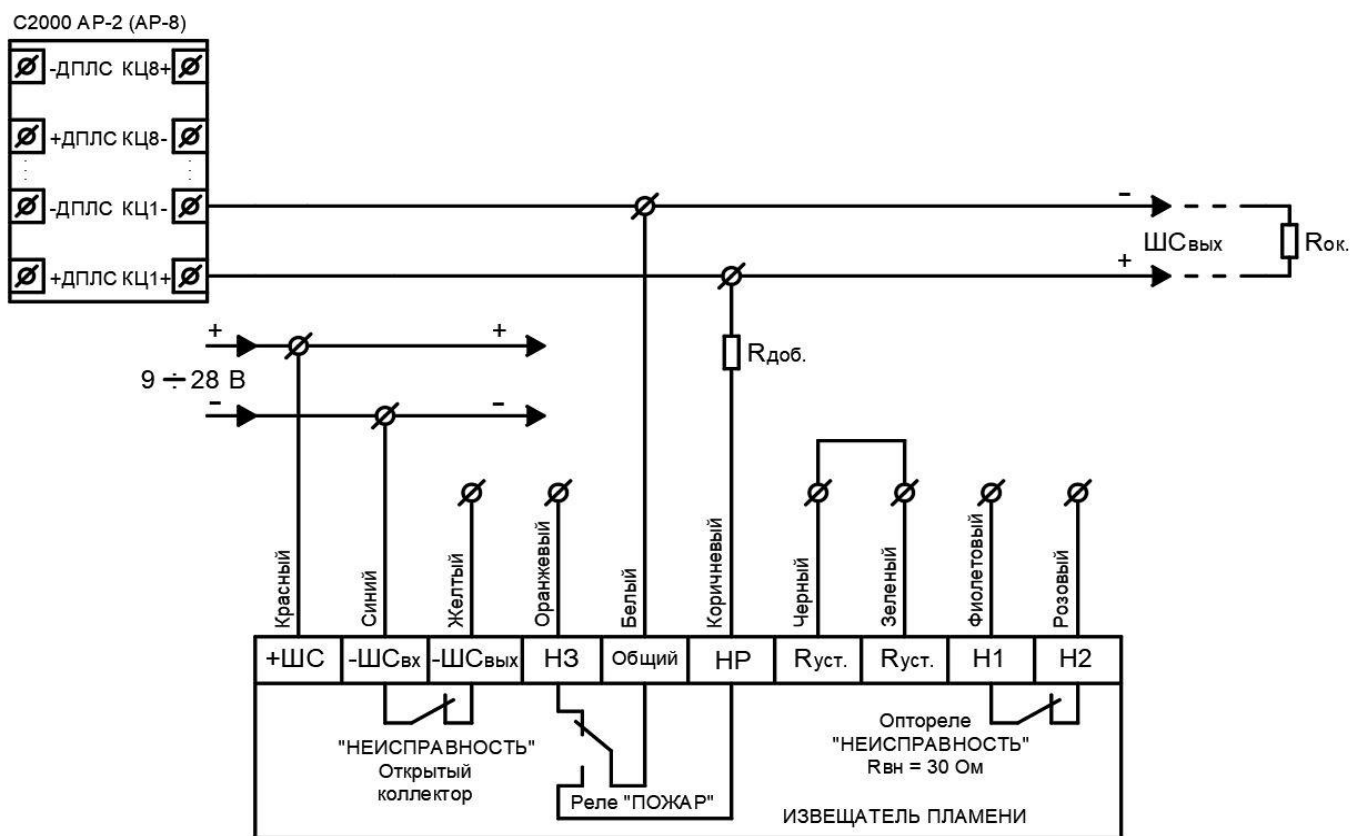 С2000 АР-2 (АР-8)
-ДПЛС КЦ8+
+ДПЛС КЦ8-
-ДПЛС КЦ1-
+ДПЛС КЦ1+
-
ШСвых
+
Rок.
+ +
9 ÷ 28 В
- -
Rдоб.
Красный
Синий
Желтый
Оранжевый
Белый
Коричневый
Черный
Зеленый
Фиолетовый
Розовый
+ШС -ШСвх -ШСвых НЗ Общий НР Rуст. Rуст. Н1 Н2
"НЕИСПРАВНОСТЬ"
Открытый
коллектор
Реле "ПОЖАР"
Оптореле
"НЕИСПРАВНОСТЬ"
Rвн = 30 Ом
ИЗВЕЩАТЕЛЬ ПЛАМЕНИ